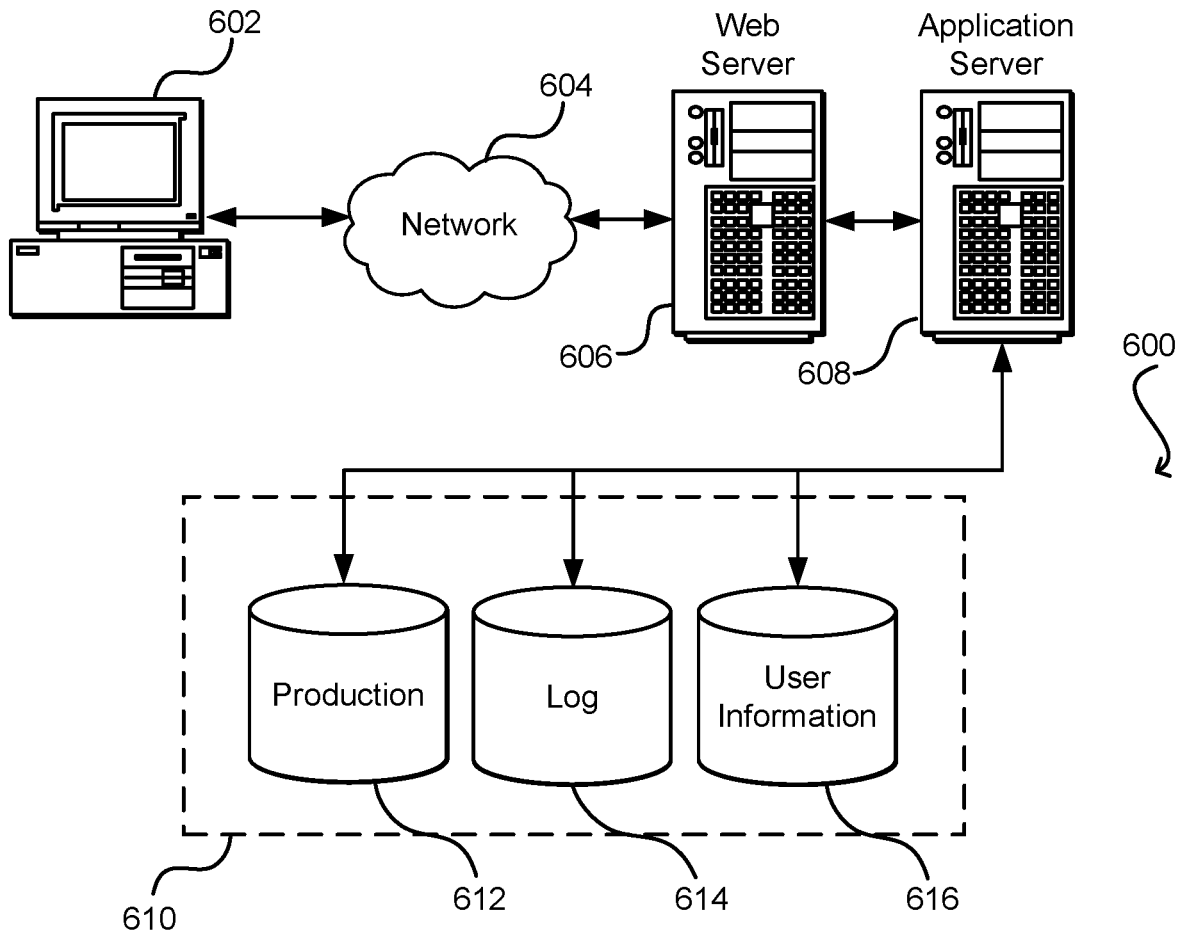 602
Web
Server
Application
Server
604
Network
606
608
600
Production
Log
User
Information
610
612
614
616